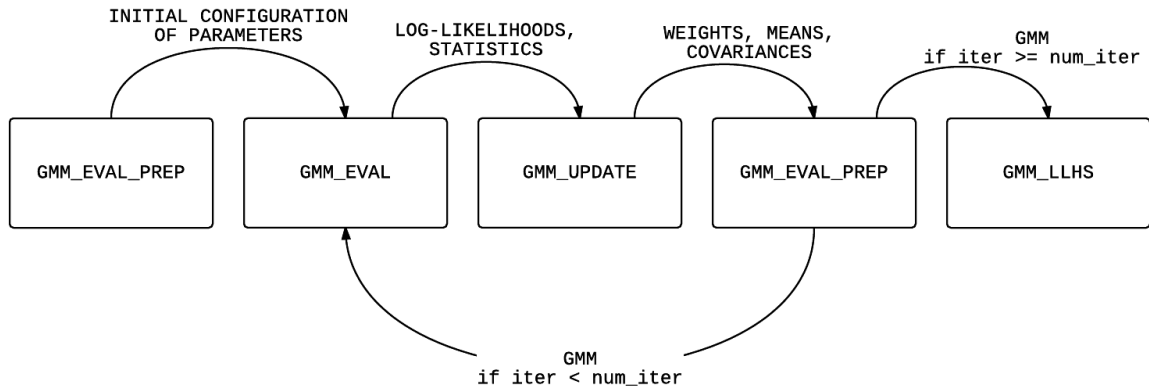 INITIAL CONFIGURATION
OF PARAMETERS
LOG-LIKELIHOODS,
STATISTICS
WEIGHTS, MEANS,
COVARIANCES
GMM
if iter >= num_iter
GMM_EVAL_PREP
GMM_EVAL
GMM_UPDATE
GMM_EVAL_PREP
GMM_LLHS
GMM
if iter < num_iter